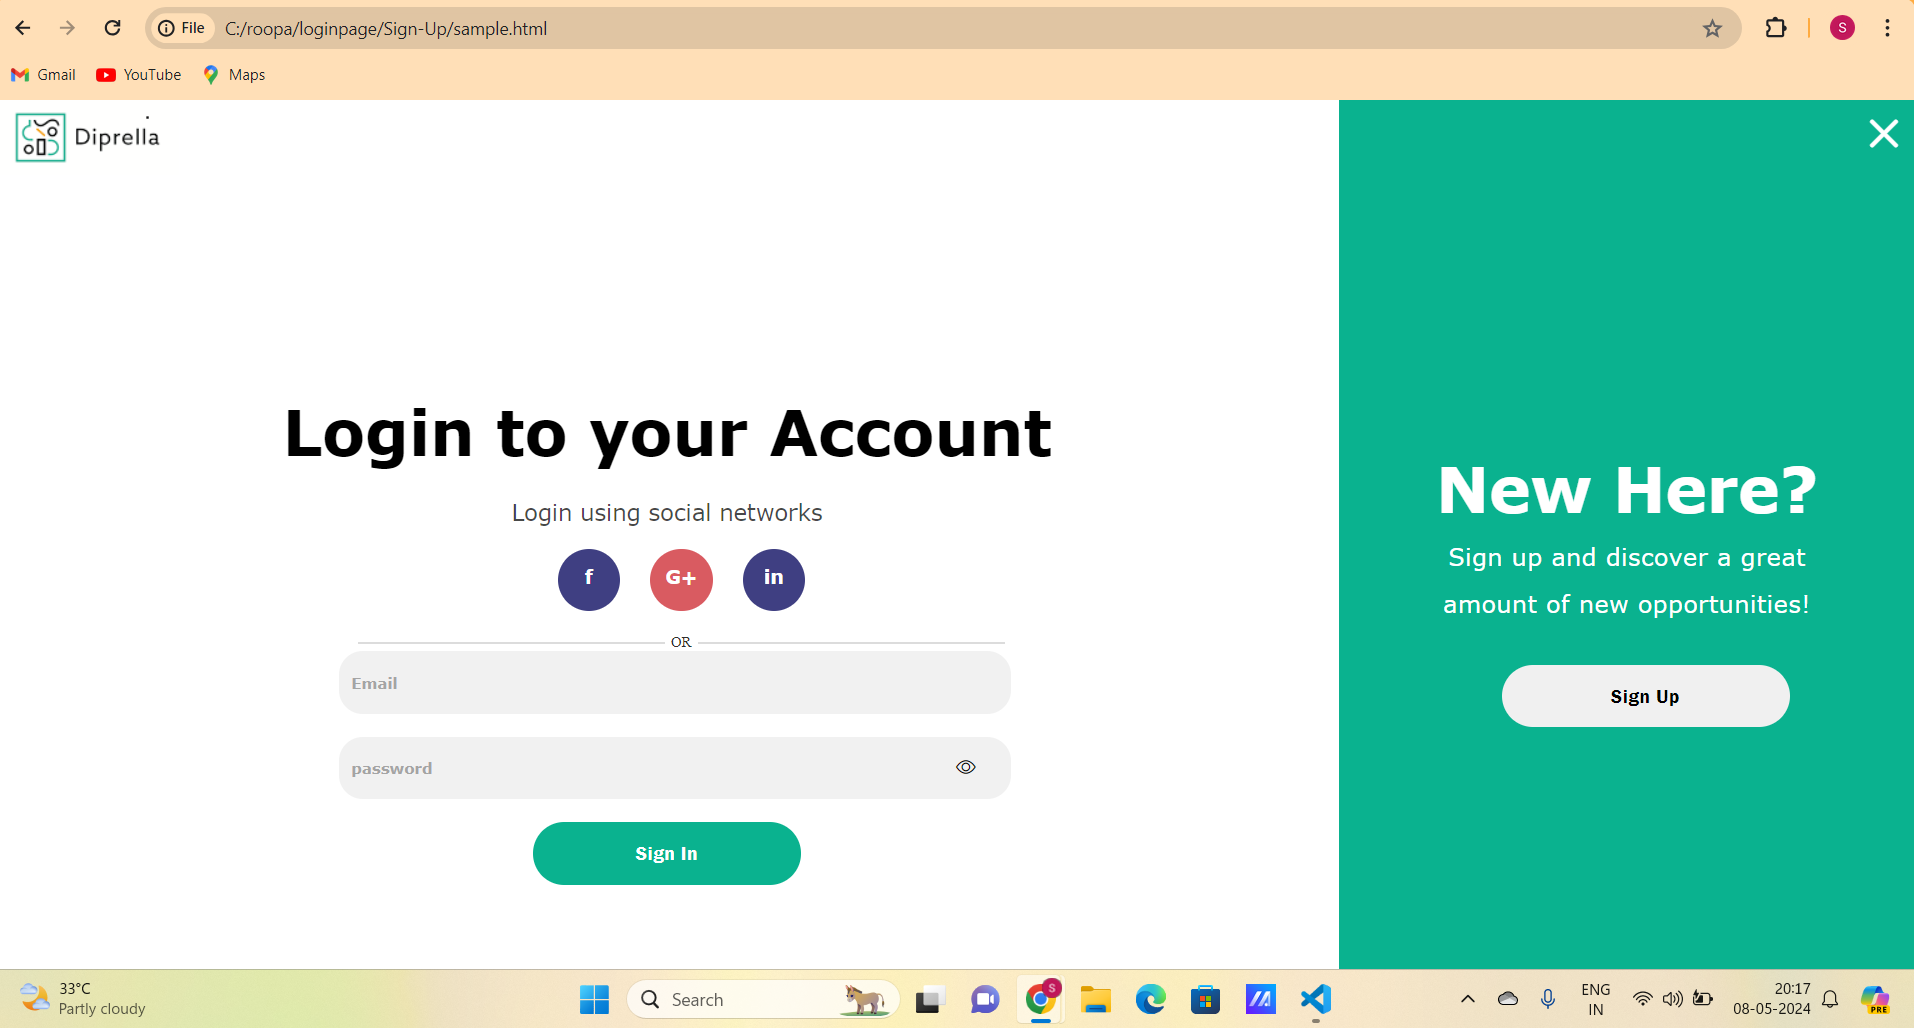 File C:/roopa/loginpage/Sign-Up/sample.html S
Gmail YouTube Maps
Diprella
Login to your Account
Login using social networks
f G+ in
OR
Email
password
Sign In
New Here?
Sign up and discover a great
amount of new opportunities!
Sign Up
33°C
Partly cloudy
Search
S
ENG
IN
20:17
08-05-2024
PRE